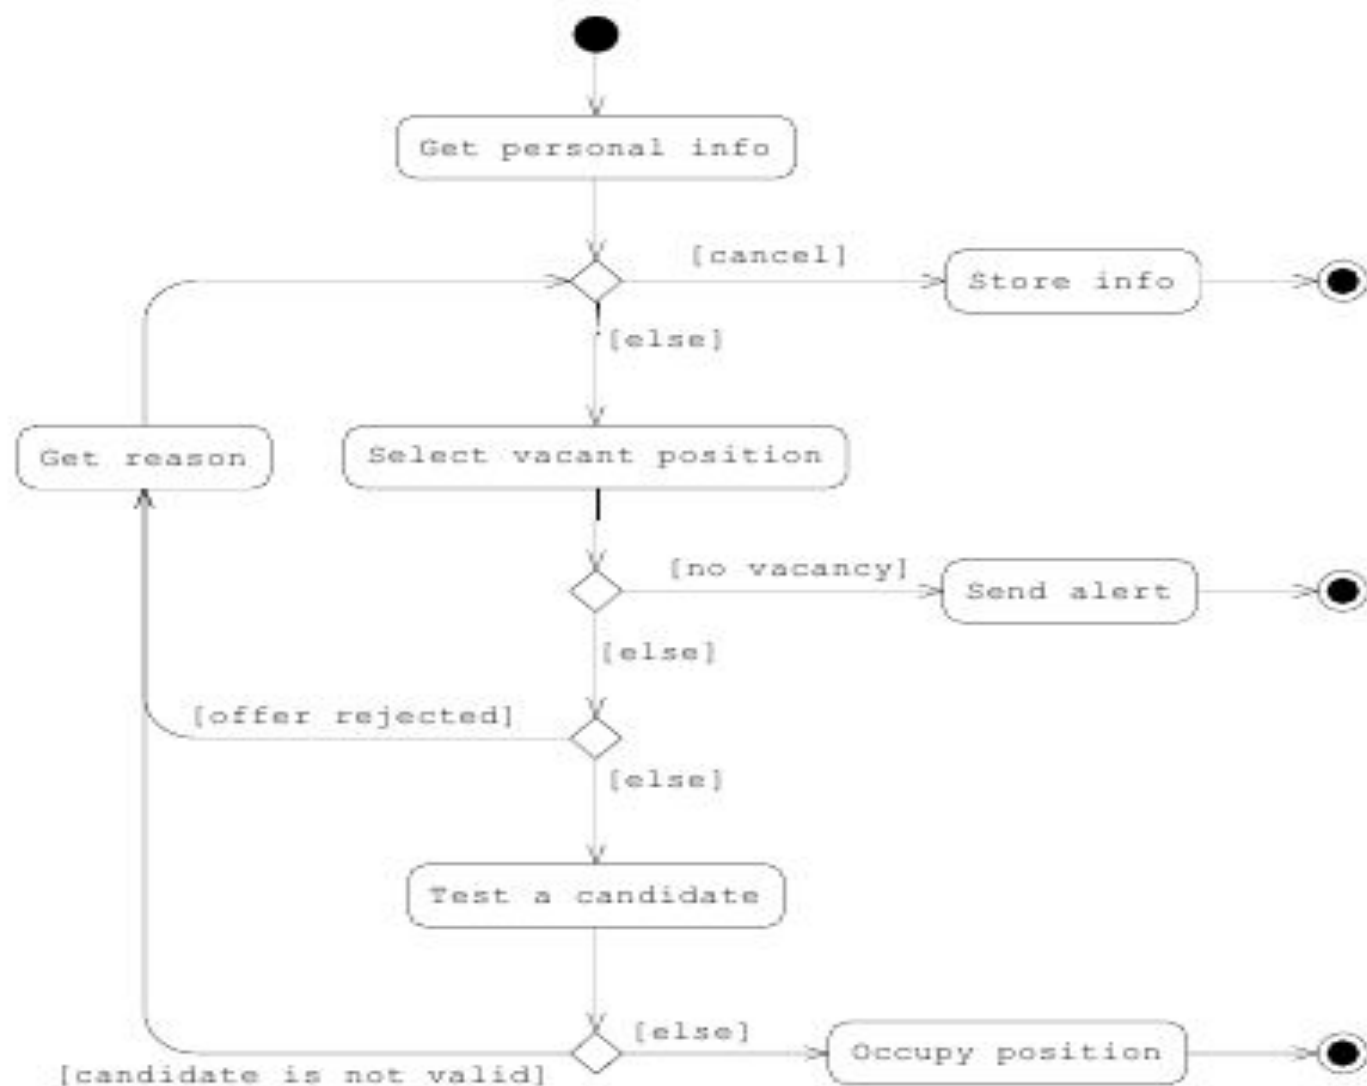 Get personal info
[cancel]
Store info
[else]
Get reason
Select vacant position
[no vacancy]
Send alert
[else]
[offer rejected]
[else]
Test a candidate
[else]
Occupy position
[candidate is not valid]